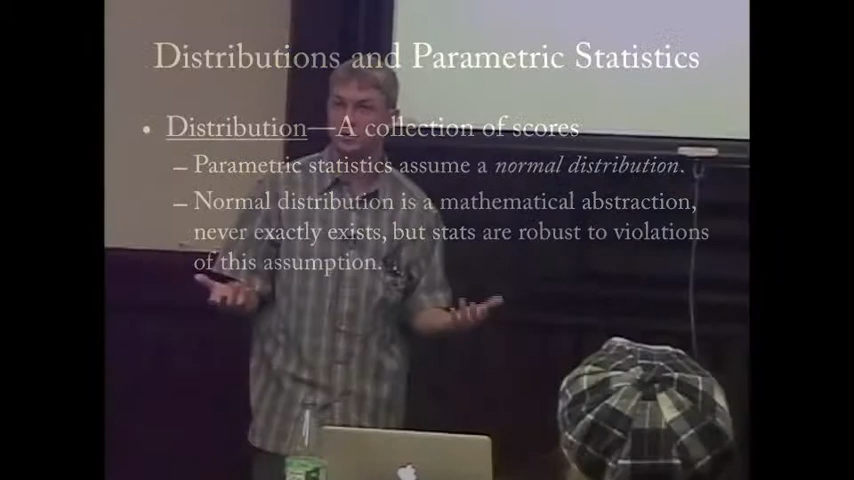 Distributions and Parametric Statistics
• Distribution—A collection of scores
– Parametric statistics assume a normal distribution.
– Normal distribution is a mathematical abstraction,
never exactly exists, but stats are robust to violations
of this assumption.